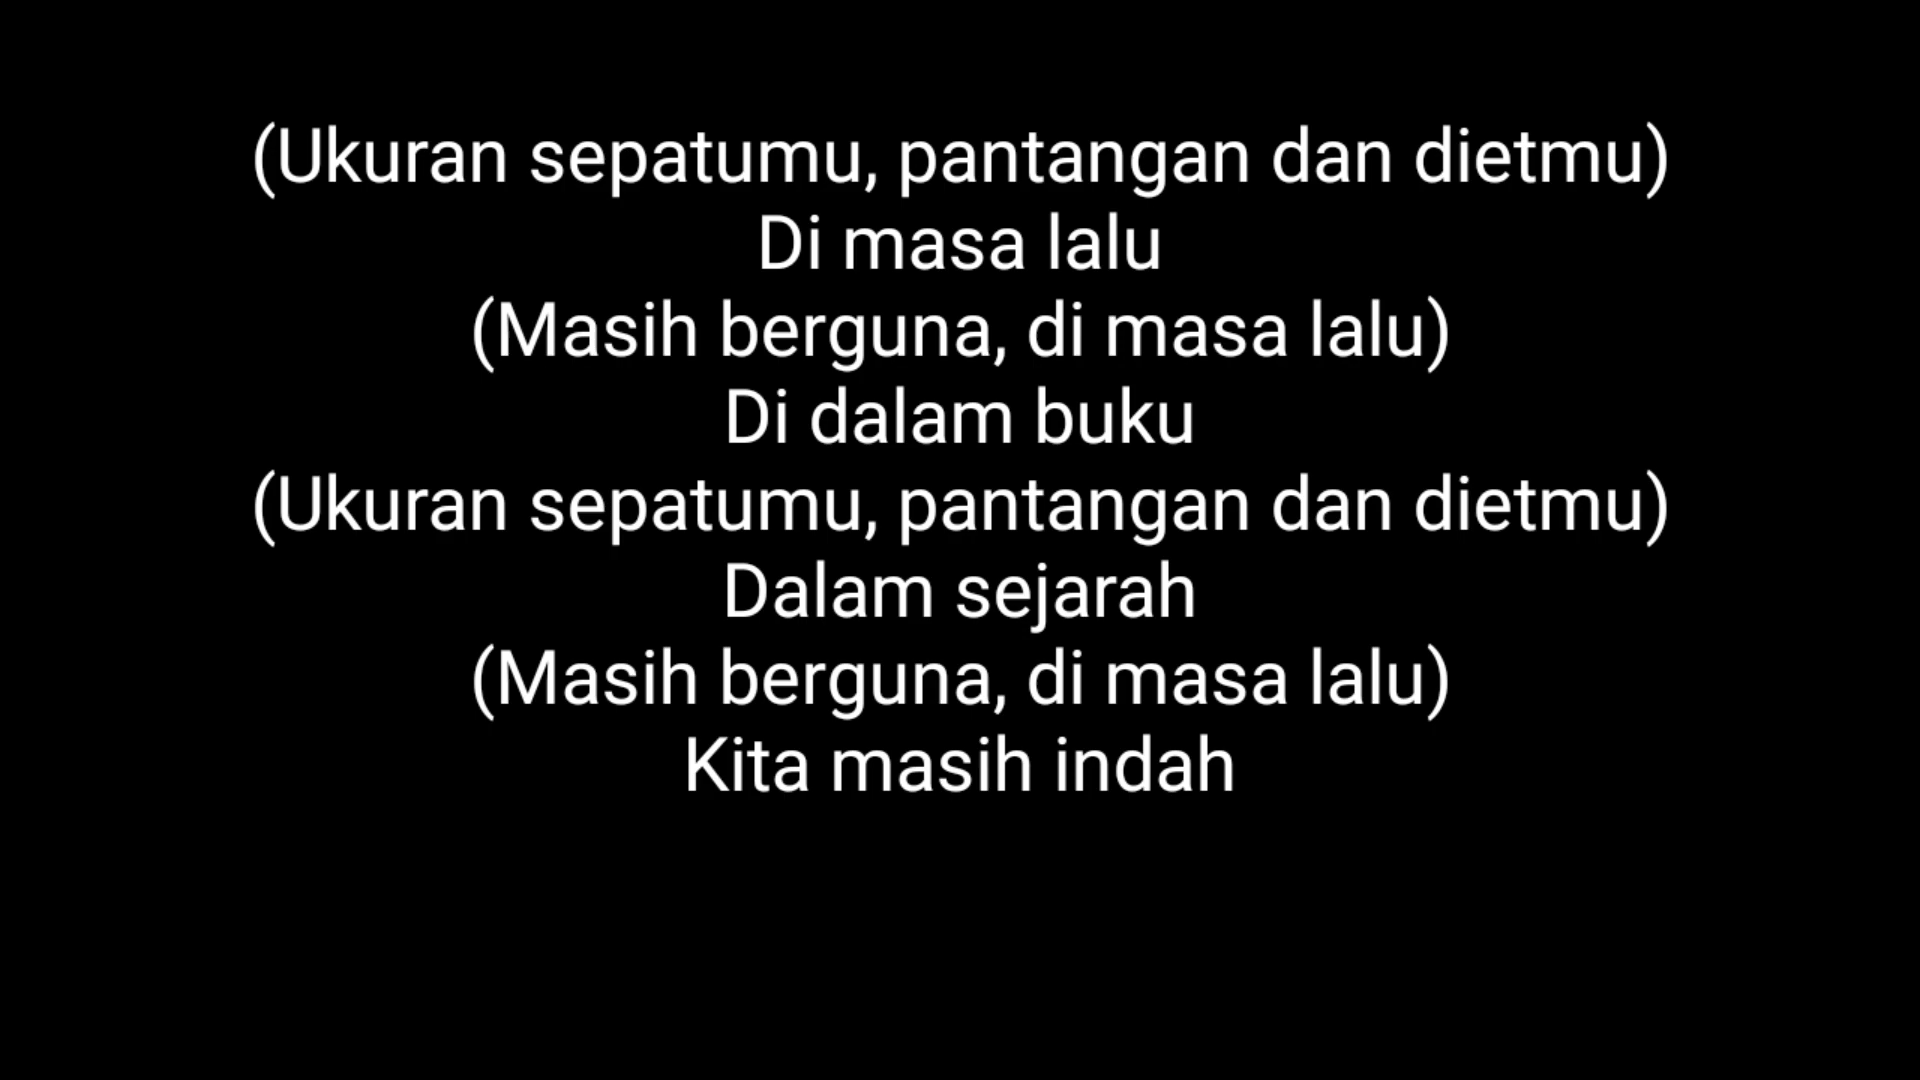 (Ukuran sepatumu, pantangan dan dietmu)
Di masa lalu
(Masih berguna, di masa lalu)
Di dalam buku
(Ukuran sepatumu, pantangan dan dietmu)
Dalam sejarah
(Masih berguna, di masa lalu)
Kita masih indah